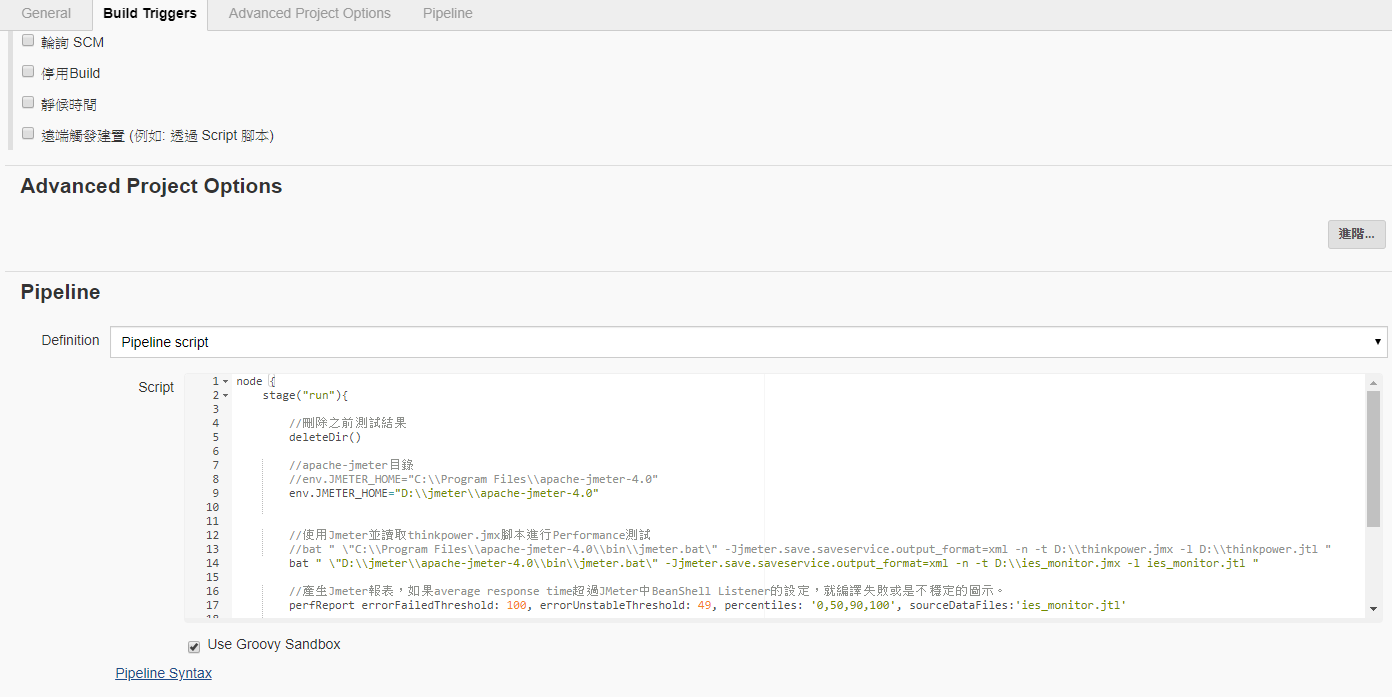 General Build Triggers Advanced Project Options Pipeline
輪詢 SCM
停用Build
靜候時間
遠端觸發建置 (例如: 透過 Script 腳本)
Advanced Project Options
進階...
Pipeline
Definition Pipeline script
Script
1 node {
2 stage("run"){
3
4 //刪除之前測試結果
5 deleteDir()
6
7 //apache-jmeter目錄
8 //env.JMETER_HOME="C:\\Program Files\\apache-jmeter-4.0"
9 env.JMETER_HOME="D:\\jmeter\\apache-jmeter-4.0"
10
11
12 //使用Jmeter並讀取thinkpower.jmx腳本進行Performance測試
13 //bat " \"C:\\Program Files\\apache-jmeter-4.0\\bin\\jmeter.bat\" -Jjmeter.save.saveservice.output_format=xml -n -t D:\\thinkpower.jmx -l D:\\thinkpower.jtl "
14 bat " \"D:\\jmeter\\apache-jmeter-4.0\\bin\\jmeter.bat\" -Jjmeter.save.saveservice.output_format=xml -n -t D:\\ies_monitor.jmx -l ies_monitor.jtl "
15
16 //產生Jmeter報表，如果average response time超過JMeter中BeanShell Listener的設定，就編譯失敗或是不穩定的圖示。
17 perfReport errorFailedThreshold: 100, errorUnstableThreshold: 49, percentiles: '0,50,90,100', sourceDataFiles:'ies_monitor.jtl'
18
Use Groovy Sandbox
Pipeline Syntax